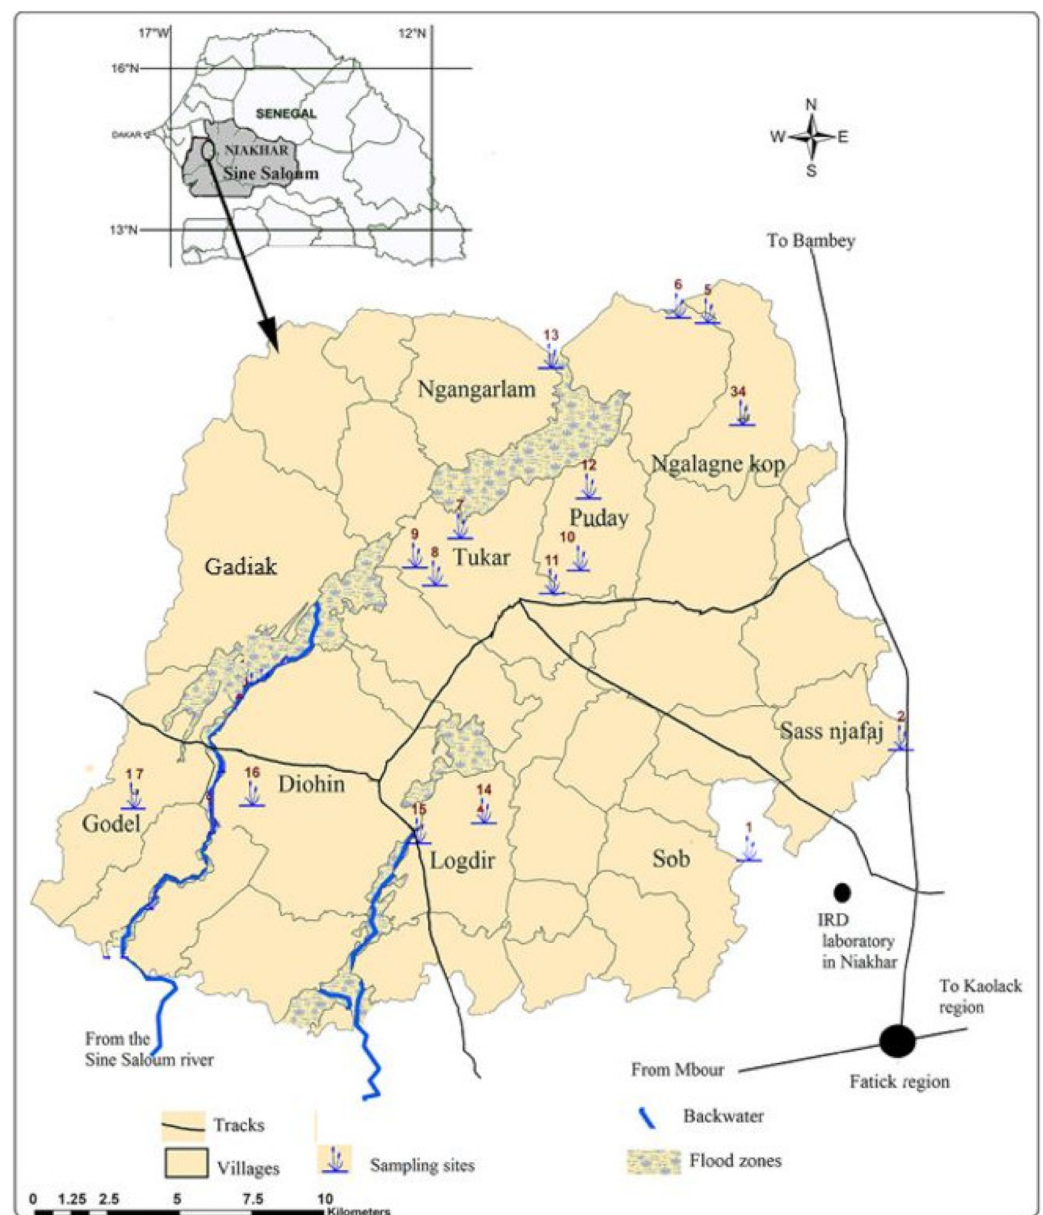 17°W 12°N
16°N
SENEGAL
DAKAR
NIAKHAR
Sine Saloum
13°N
N
W E
S
To Bambey
6 5
13
Ngangarlam
34
Ngalagne kop
12
Puday
7
9
8
Tukar
10
11
Gadiak
2
Sass njafaj
17
16
Diohin
14
15
Godel
1
Logdir
Sob
IRD
laboratory
in Niakhar
To Kaolack
region
From the
Sine Saloum river
From Mbour
Fatick region
Tracks
Backwater
Villages
Sampling sites
Flood zones
0 1.25 2.5 5 7.5 10
Kilometers